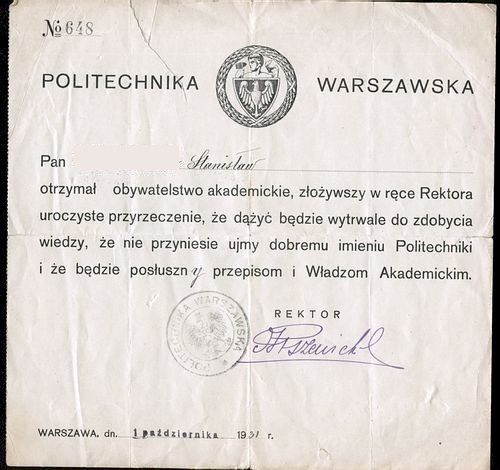 № 648
POLITECHNIKA WARSZAWSKA
Pan Stanisław
otrzymał obywatelstwo akademickie, złożywszy w ręce Rektora
uroczyste przyrzeczenie, że dążyć będzie wytrwale do zdobycia
wiedzy, że nie przyniesie ujmy dobremu imieniu Politechniki
i że będzie posłuszny przepisom i Władzom Akademickim.
REKTOR
POLITECHNIKA WARSZAWSKA
WARSZAWA, dn. 1 października 1931 r.